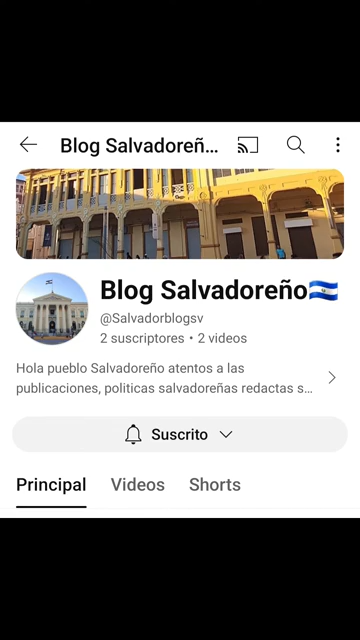 Blog Salvadoreñ...
Blog Salvadoreño🇸🇻
@Salvadorblogsv
2 suscriptores • 2 videos
Hola pueblo Salvadoreño atentos a las
publicaciones, politicas salvadoreñas redactas s...
Suscrito
Principal Videos Shorts